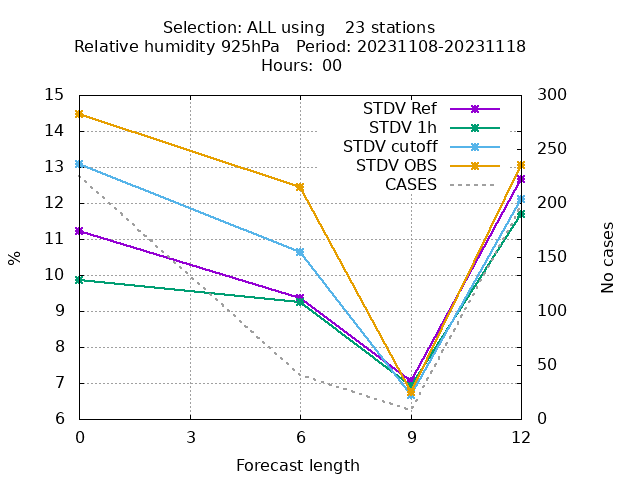 Selection: ALL using    23 stations
Relative humidity 925hPa   Period: 20231108-20231118
Hours: 00
STDV Ref
STDV 1h
STDV cutoff
STDV OBS
CASES
15
14
13
12
11
10
9
8
7
6
%
300
250
200
150
100
50
0
No cases
0 3 6 9 12
Forecast length